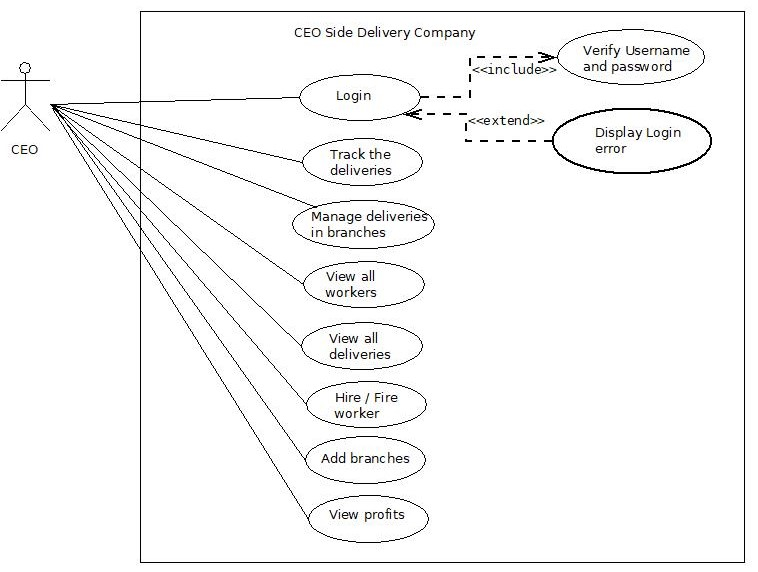 CEO Side Delivery Company
Verify Username
and password
<<include>>
Login
<<extend>>
Display Login
error
CEO
Track the
deliveries
Manage deliveries
in branches
View all
workers
View all
deliveries
Hire / Fire
worker
Add branches
View profits